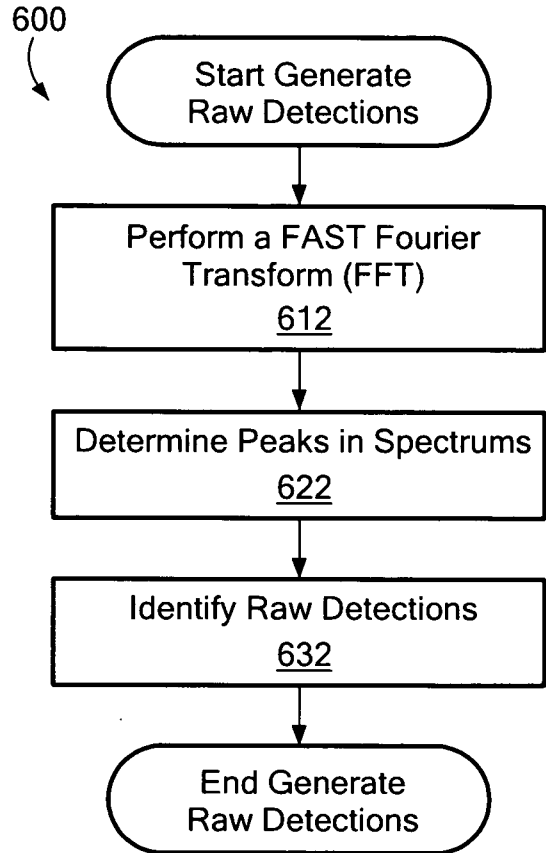 600
Start Generate
Raw Detections
Perform a FAST Fourier
Transform (FFT)
612
Determine Peaks in Spectrums
622
Identify Raw Detections
632
End Generate
Raw Detections